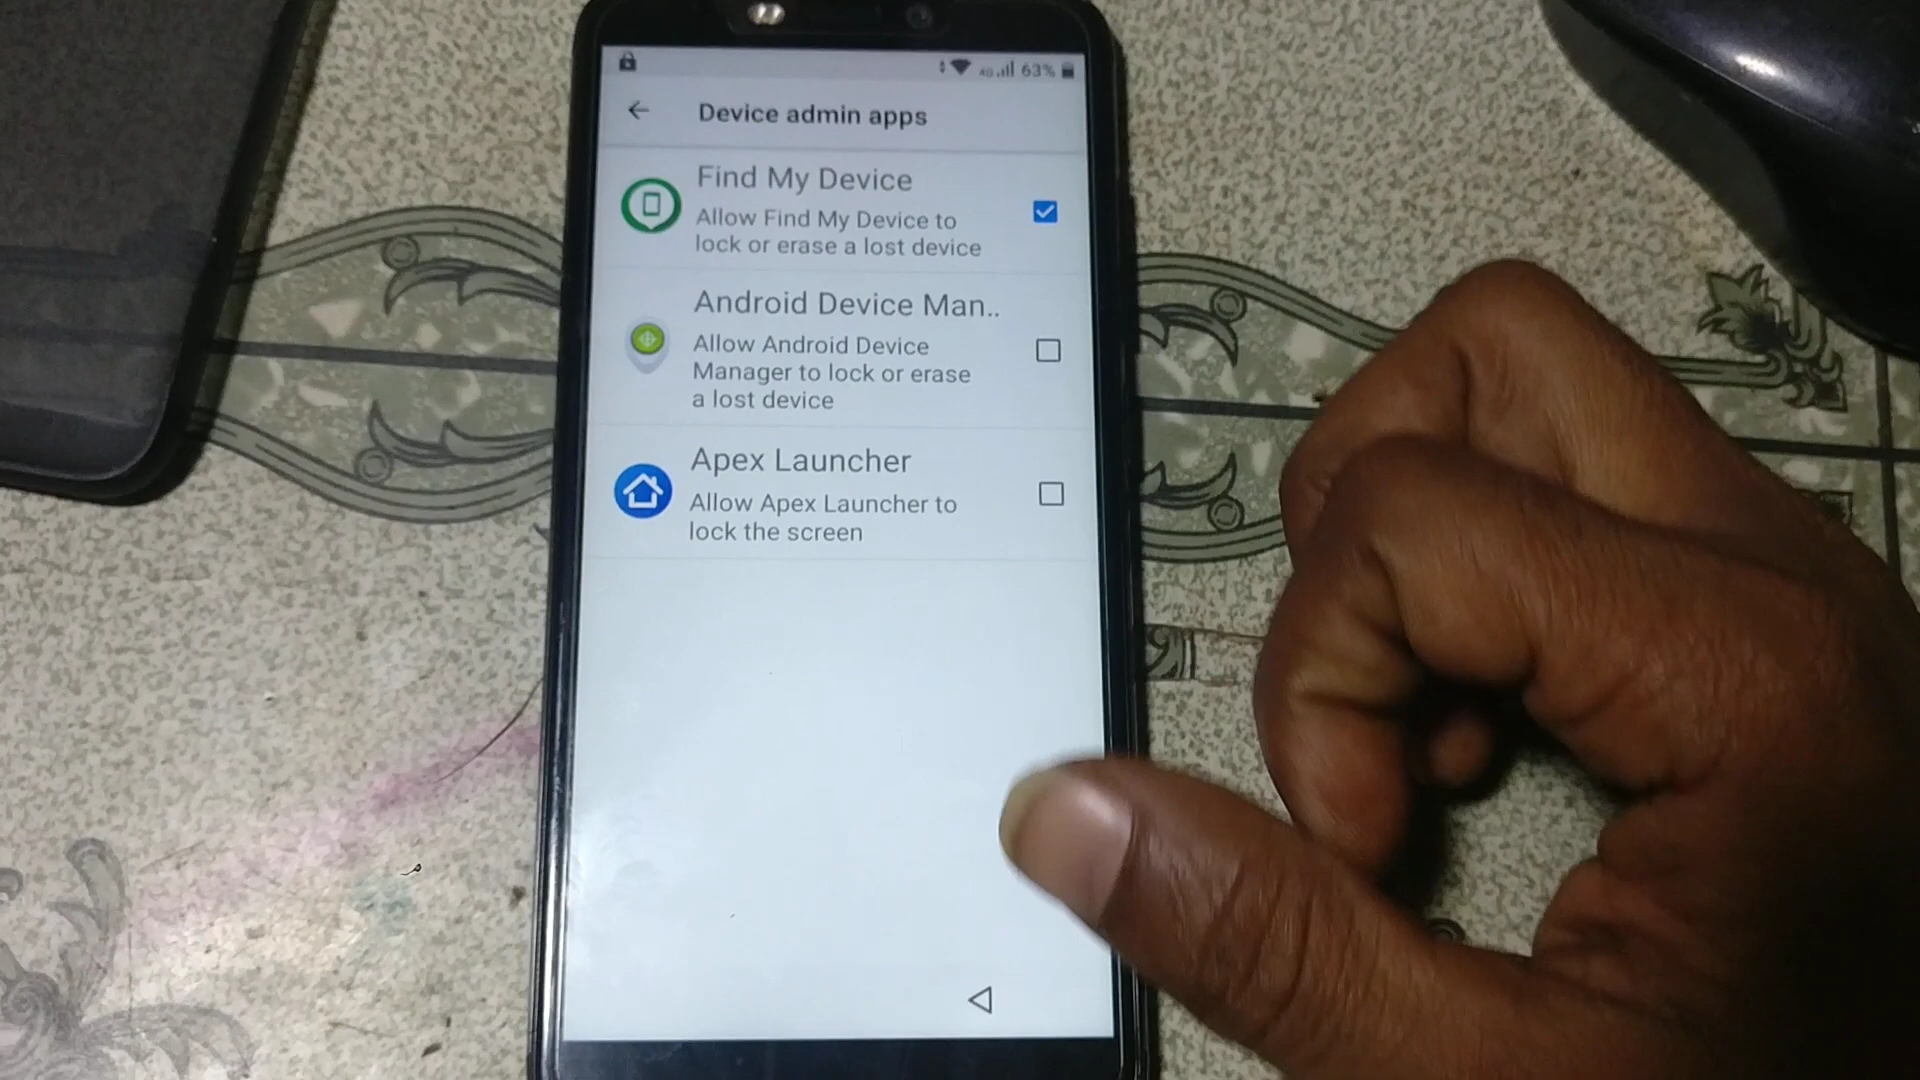 4G 63%
Device admin apps
Find My Device
Allow Find My Device to
lock or erase a lost device
Android Device Man..
Allow Android Device
Manager to lock or erase
a lost device
Apex Launcher
Allow Apex Launcher to
lock the screen